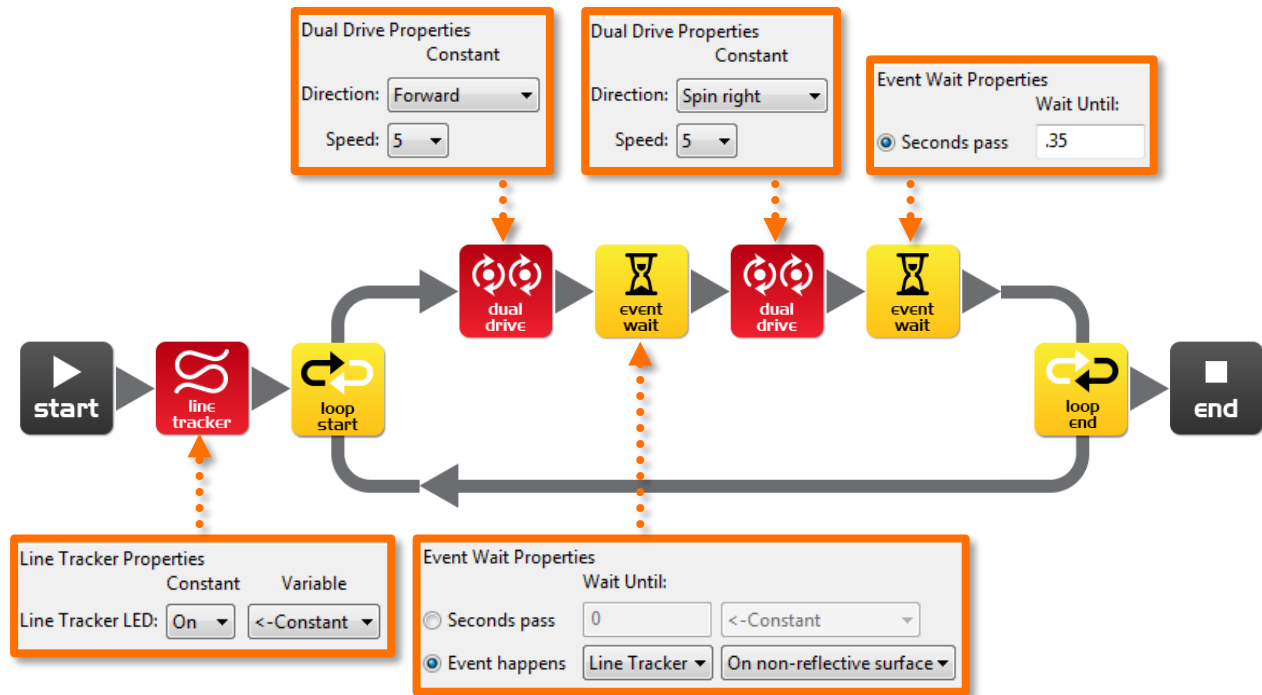 Dual Drive Properties
Constant
Direction: Forward
Speed: 5
Dual Drive Properties
Constant
Direction: Spin right
Speed: 5
Event Wait Properties
Wait Until:
Seconds pass .35
dual
drive
event
wait
dual
drive
event
wait
start
line
tracker
loop
start
loop
end
end
Line Tracker Properties
Constant Variable
Line Tracker LED: On <-Constant
Event Wait Properties
Wait Until:
Seconds pass 0 <-Constant
Event happens Line Tracker On non-reflective surface